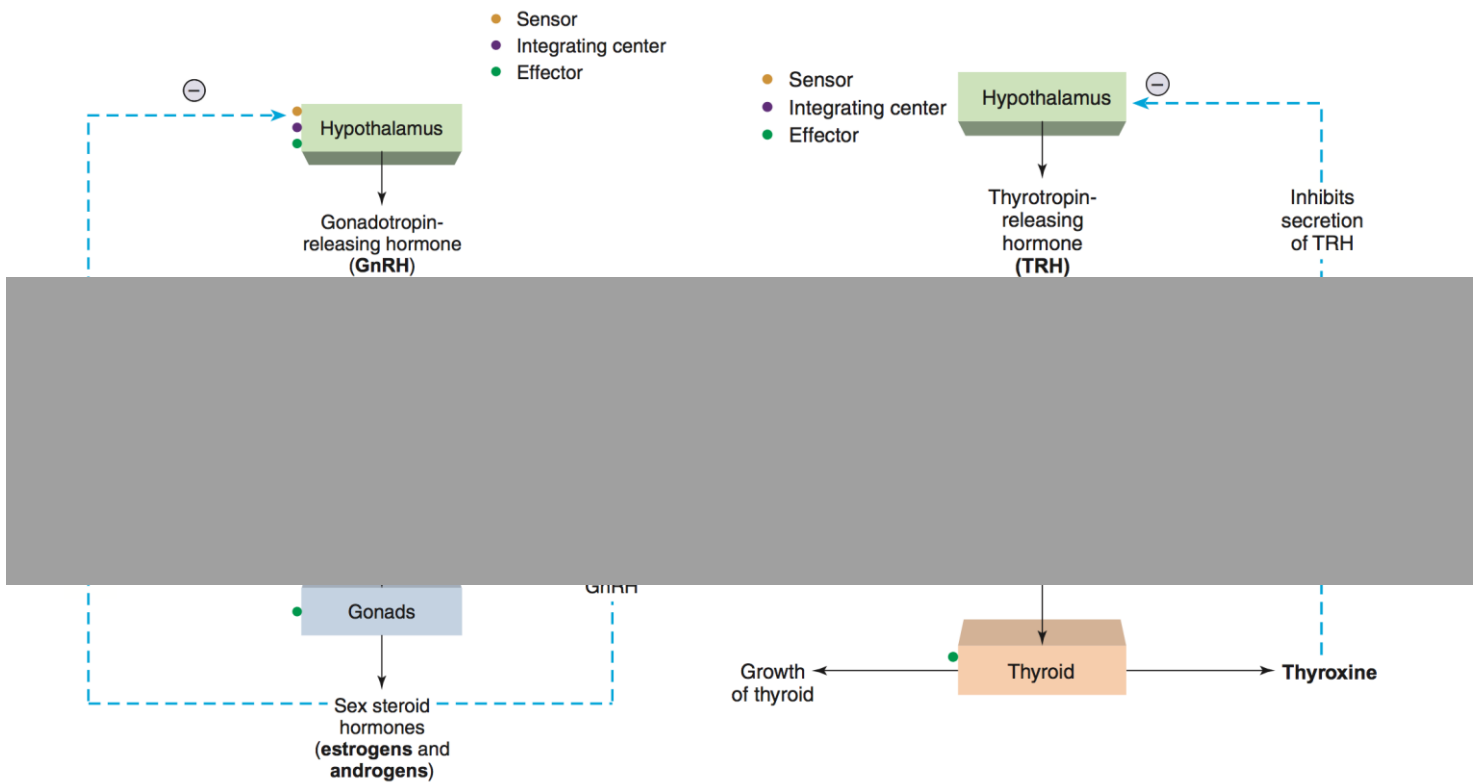 Sensor
Integrating center
Effector
−
Hypothalamus
Gonadotropin-
releasing hormone
(GnRH)
GnRH
Gonads
Sex steroid
hormones
(estrogens and
androgens)
Sensor
Integrating center
Effector
Hypothalamus
−
Thyrotropin-
releasing
hormone
(TRH)
Inhibits
secretion
of TRH
Growth
of thyroid
Thyroid
Thyroxine